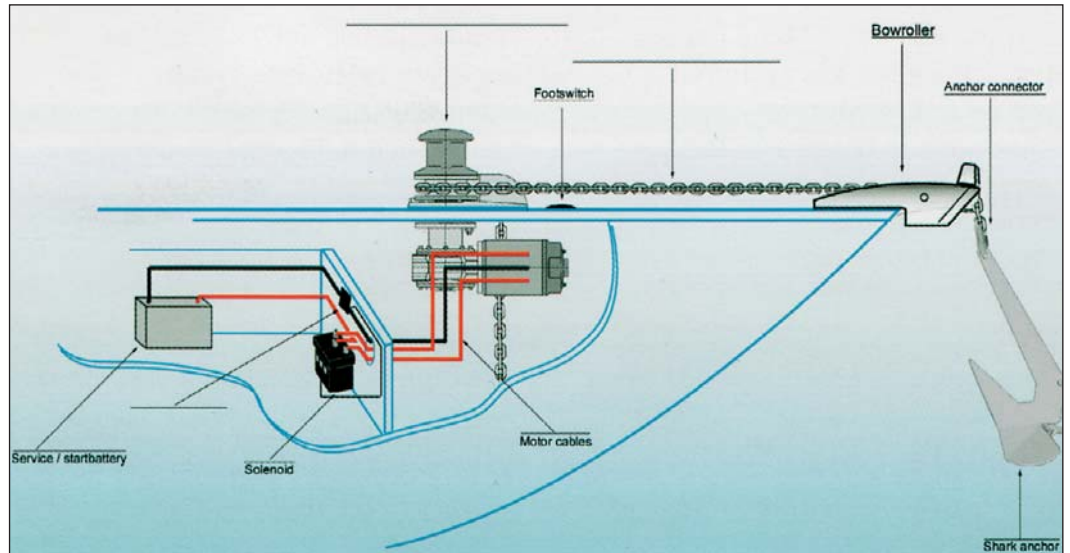 Bowroller
Footswitch
Anchor connector
Service / startbattery
Solenoid
Motor cables
Shark anchor